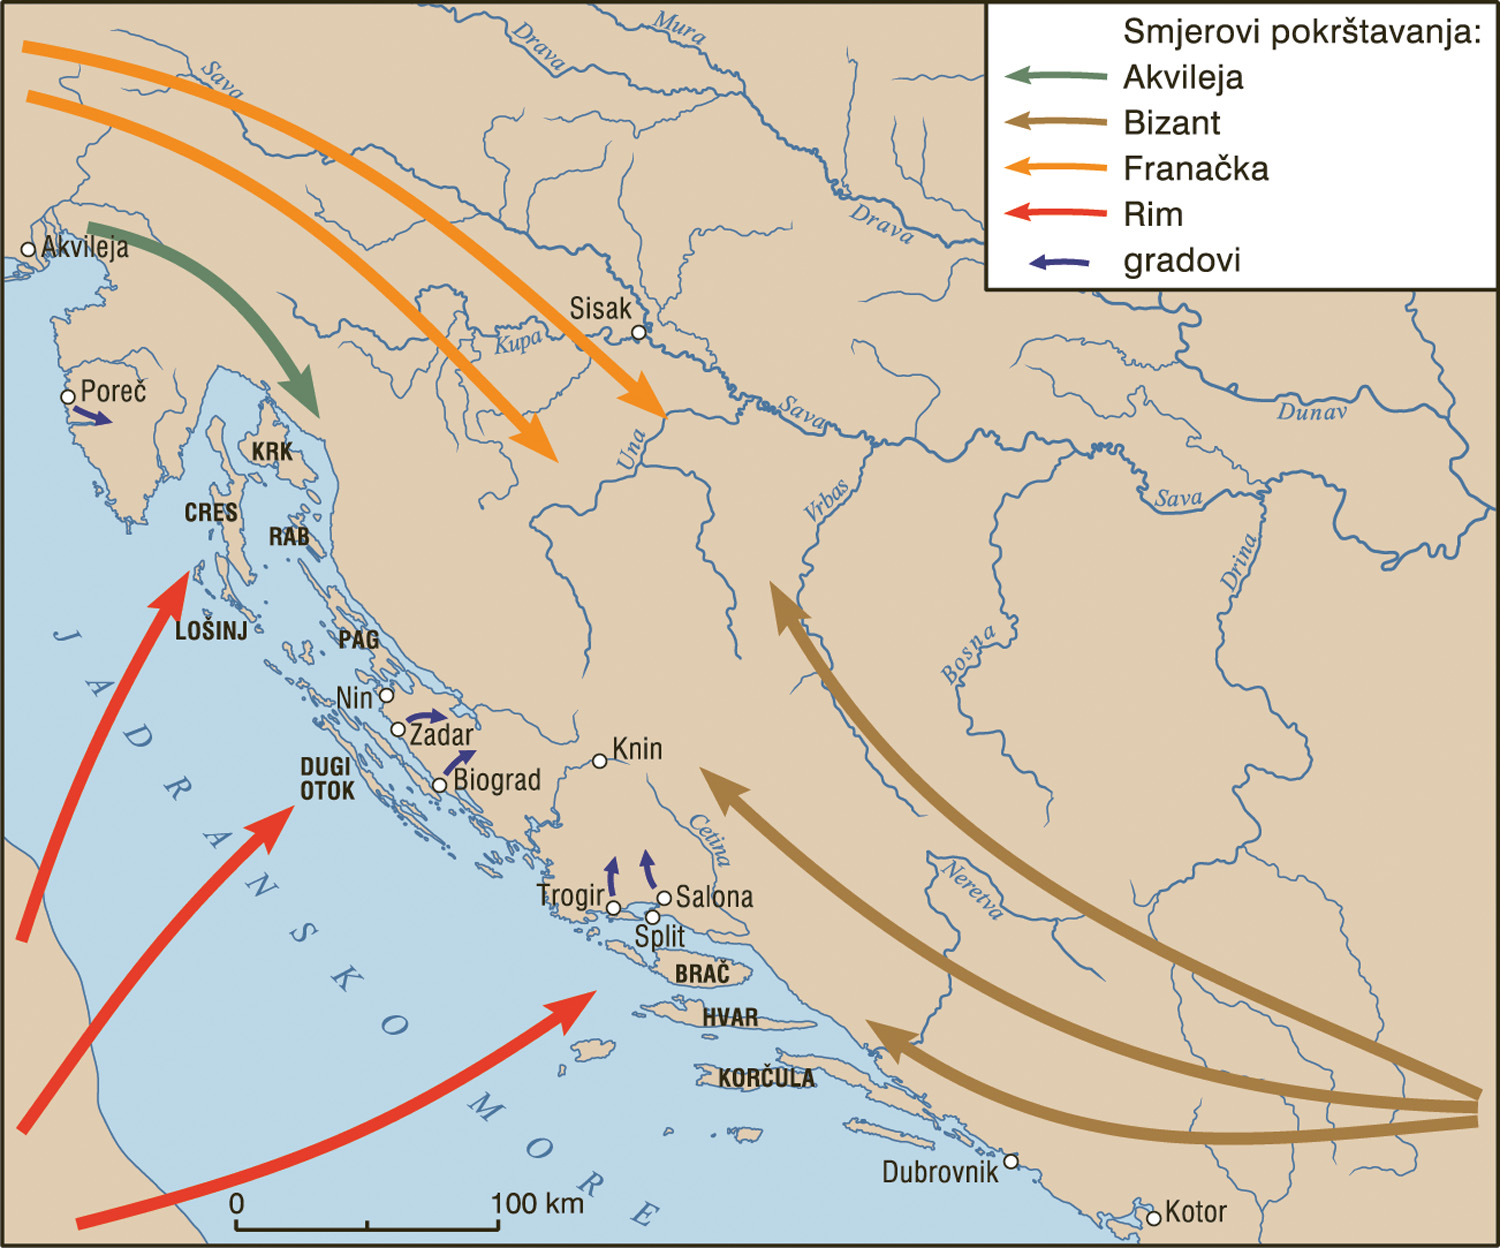 Smjerovi pokrštavanja:
Akvileja
Bizant
Franačka
Rim
gradovi
Mura
Drava
Sava
Drava
Akvileja
Sisak
Kupa
Poreč
Sava
Dunav
KRK
Una
Vrbas
Sava
CRES
RAB
Drina
LOŠINJ
PAG
Bosna
Nin
Zadar
Knin
DUGI
OTOK
Biograd
Cetina
Neretva
Trogir
Salona
Split
BRAČ
HVAR
KORČULA
JADRANSKO MORE
Dubrovnik
Kotor
0
100 km